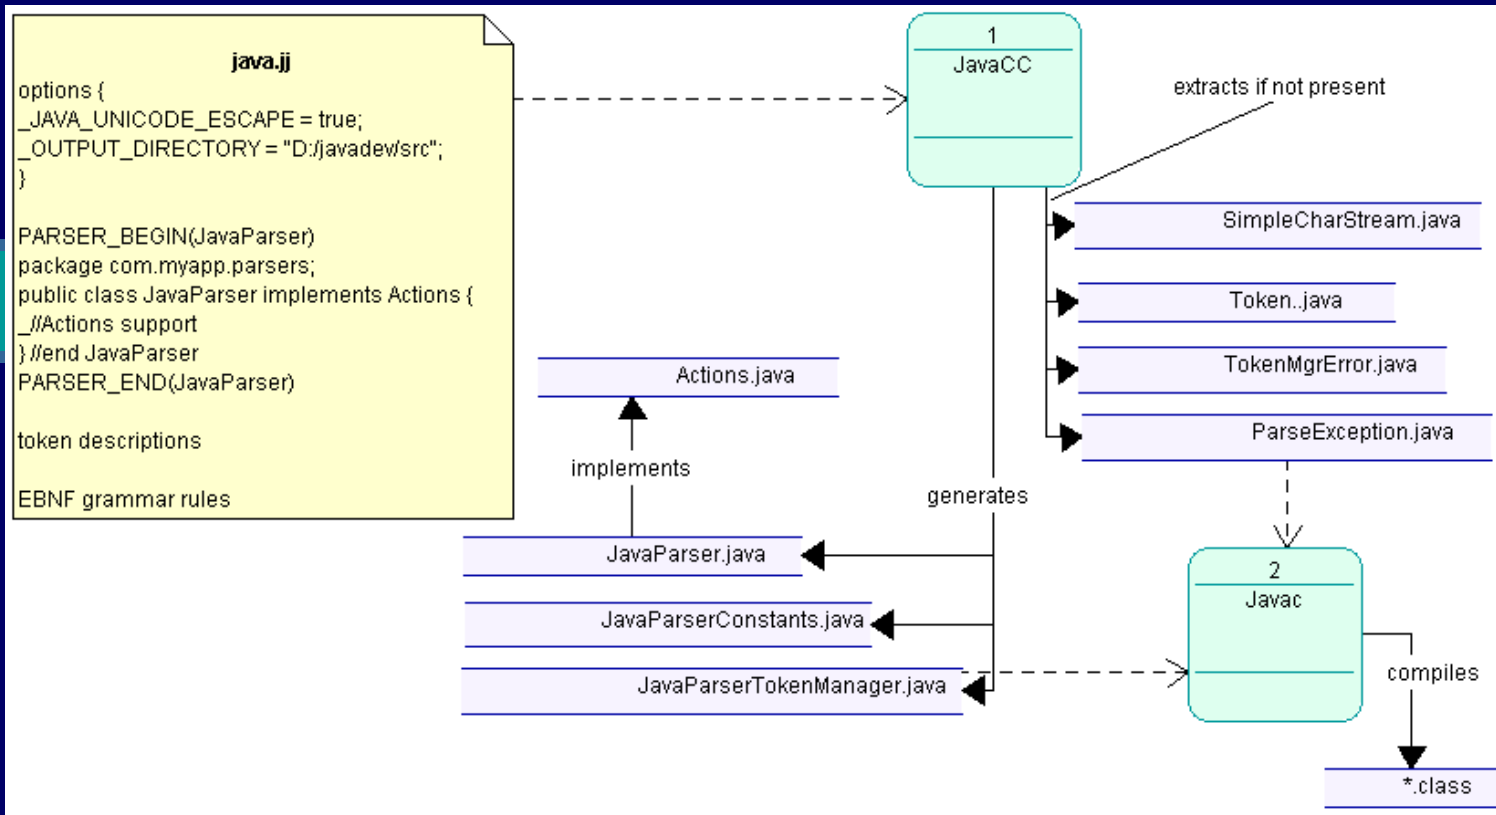 java.jj
options {
_JAVA_UNICODE_ESCAPE = true;
_OUTPUT_DIRECTORY = "D:/javadev/src";
}
PARSER_BEGIN(JavaParser)
package com.myapp.parsers;
public class JavaParser implements Actions {
_//Actions support
} //end JavaParser
PARSER_END(JavaParser)
token descriptions
EBNF grammar rules
1
JavaCC
extracts if not present
SimpleCharStream.java
Token..java
TokenMgrError.java
ParseException.java
Actions.java
implements
generates
JavaParser.java
JavaParserConstants.java
JavaParserTokenManager.java
2
Javac
compiles
*.class